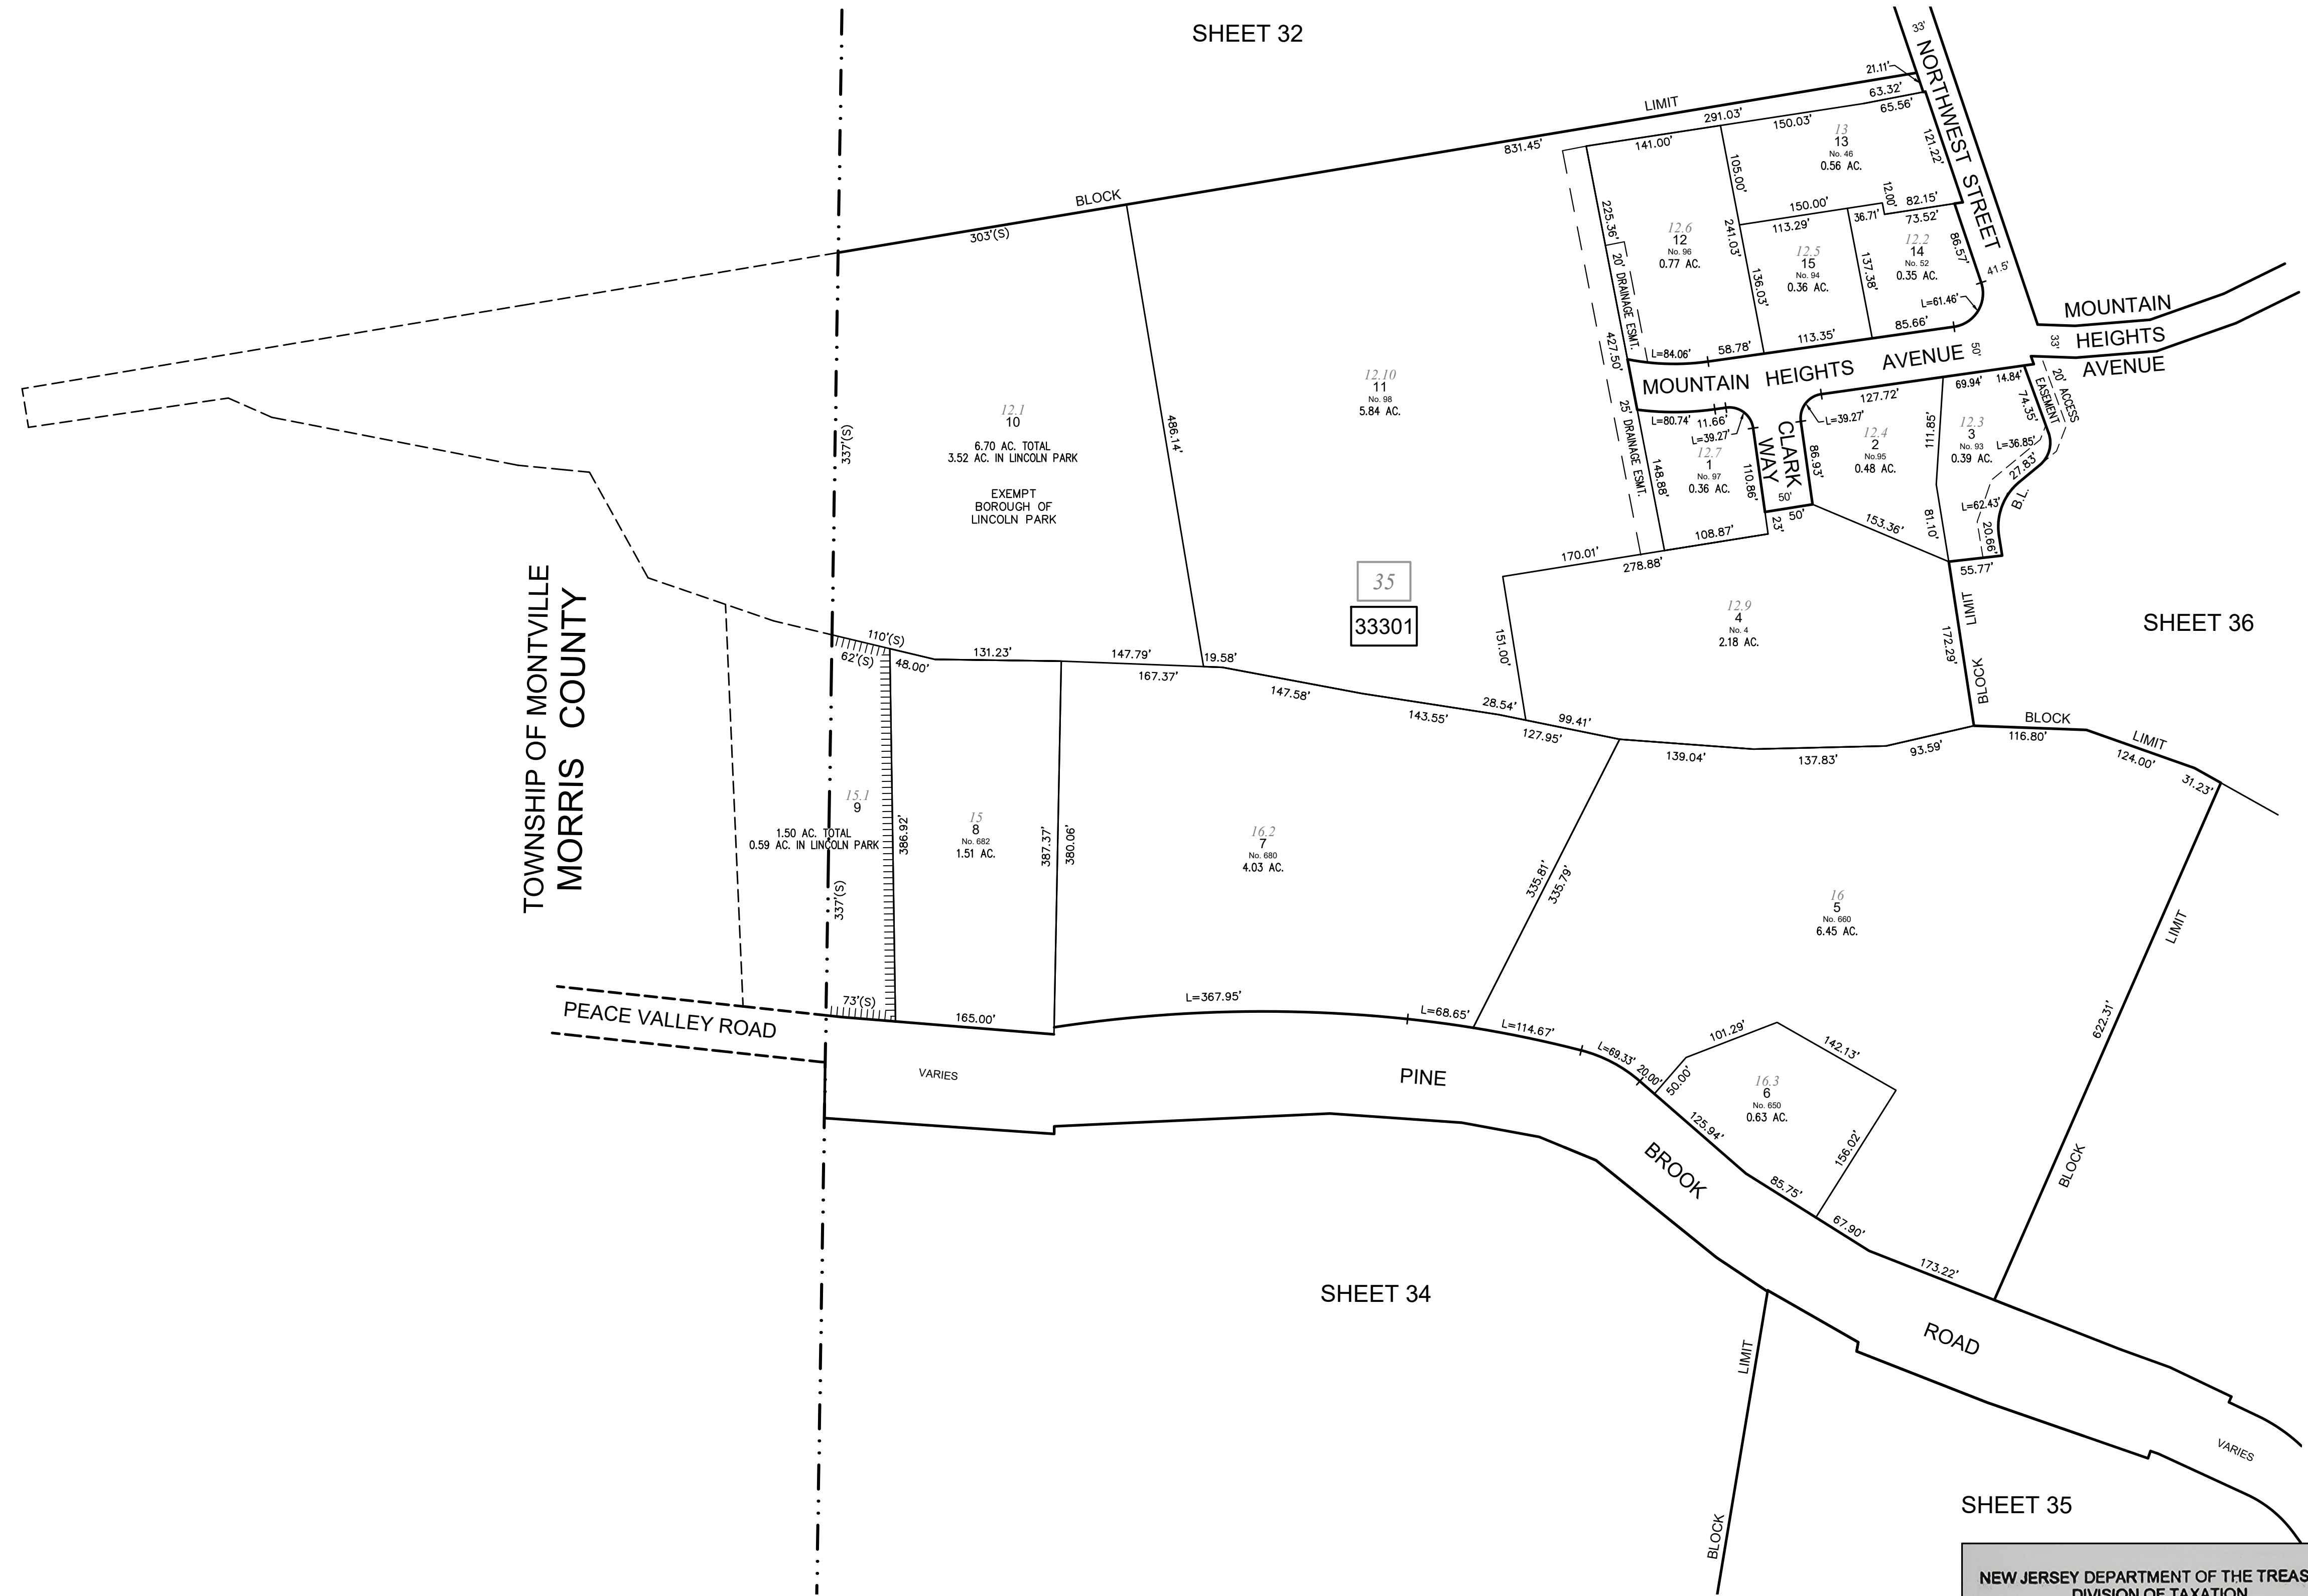 SHEET 32
33'
NORTHWEST STREET
21.11'
63.32'
65.56'
LIMIT
291.03'
150.03'
831.45'
141.00'
13
13
No. 46
0.56 AC.
121.22'
105.00'
BLOCK
303'(S)
12.00'
82.15'
150.00'
36.71'
73.52'
113.29'
225.36'
241.03'
12.6
12
No. 96
0.77 AC.
12.5
15
No. 94
0.36 AC.
12.2
14
No. 52
0.35 AC.
86.57'
41.5'
136.03'
137.38'
20' DRAINAGE ESMT.
L=61.46'
427.50'
L=84.06'
58.78'
113.35'
85.66'
MOUNTAIN
HEIGHTS
AVENUE
33'
50'
MOUNTAIN HEIGHTS AVENUE
12.10
11
No. 98
5.84 AC.
12.1
10
6.70 AC. TOTAL
3.52 AC. IN LINCOLN PARK
EXEMPT
BOROUGH OF
LINCOLN PARK
337'(S)
486.14'
25' DRAINAGE ESMT.
L=80.74'
11.66'
L=39.27'
12.7
1
No. 97
0.36 AC.
148.88'
110.86'
CLARK
WAY
L=39.27'
127.72'
69.94'
14.84'
86.93'
12.4
2
No.95
0.48 AC.
111.85'
12.3
3
No. 93
0.39 AC.
74.35'
20' ACCESS
EASEMENT
L=36.85'
27.83'
L=62.43'
B.L.
20.66'
50'
50'
23'
153.36'
81.10'
108.87'
170.01'
278.88'
55.77'
35
33301
12.9
4
No. 4
2.18 AC.
151.00'
LIMIT
172.29'
BLOCK
SHEET 36
TOWNSHIP OF MONTVILLE
MORRIS COUNTY
110'(S)
62'(S)
48.00'
131.23'
147.79'
19.58'
167.37'
147.58'
143.55'
28.54'
99.41'
127.95'
139.04'
137.83'
93.59'
BLOCK
116.80'
LIMIT
124.00'
31.23'
15.1
9
1.50 AC. TOTAL
0.59 AC. IN LINCOLN PARK
337'(S)
386.92'
15
8
No. 682
1.51 AC.
387.37'
380.06'
16.2
7
No. 680
4.03 AC.
335.81'
335.79'
16
5
No. 660
6.45 AC.
LIMIT
622.31'
BLOCK
73'(S)
165.00'
L=367.95'
L=68.65'
L=114.67'
L=69.33'
20.00'
50.00'
101.29'
142.13'
16.3
6
No. 650
0.63 AC.
125.94'
156.02'
85.75'
67.90'
173.22'
PEACE VALLEY ROAD
VARIES
PINE
BROOK
ROAD
SHEET 34
LIMIT
BLOCK
VARIES
SHEET 35
NEW JERSEY DEPARTMENT OF THE TREAS
DIVISION OF TAXATION